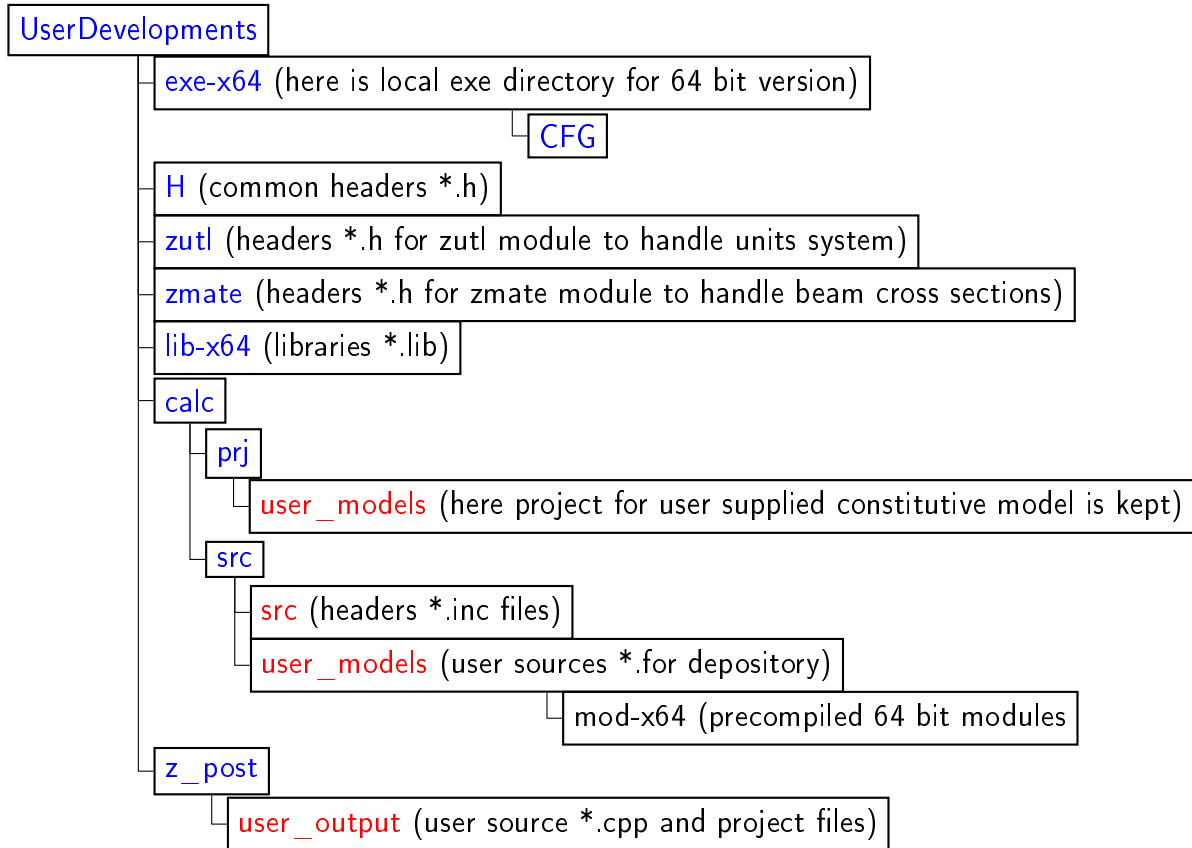 UserDevelopments
exe-x64 (here is local exe directory for 64 bit version)
CFG
H (common headers *.h)
zutl (headers *.h for zutl module to handle units system)
zmate (headers *.h for zmate module to handle beam cross sections)
lib-x64 (libraries *.lib)
calc
prj
user_models (here project for user supplied constitutive model is kept)
src
src (headers *.inc files)
user_models (user sources *.for depository)
mod-x64 (precompiled 64 bit modules
z_post
user_output (user source *.cpp and project files)